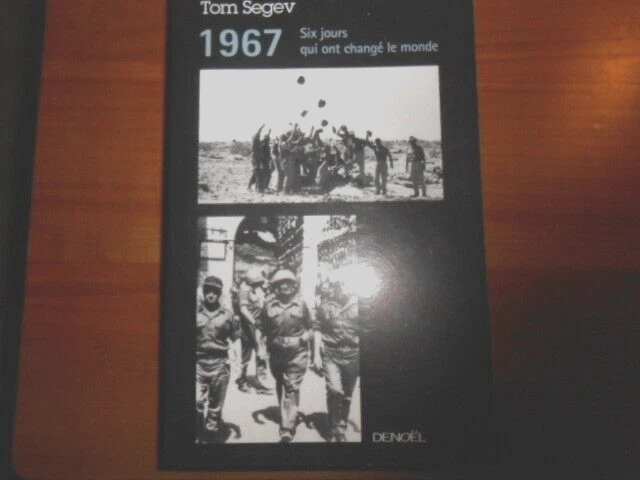 Tom Segev
1967
Six jours
qui ont changé le monde
DENOËL